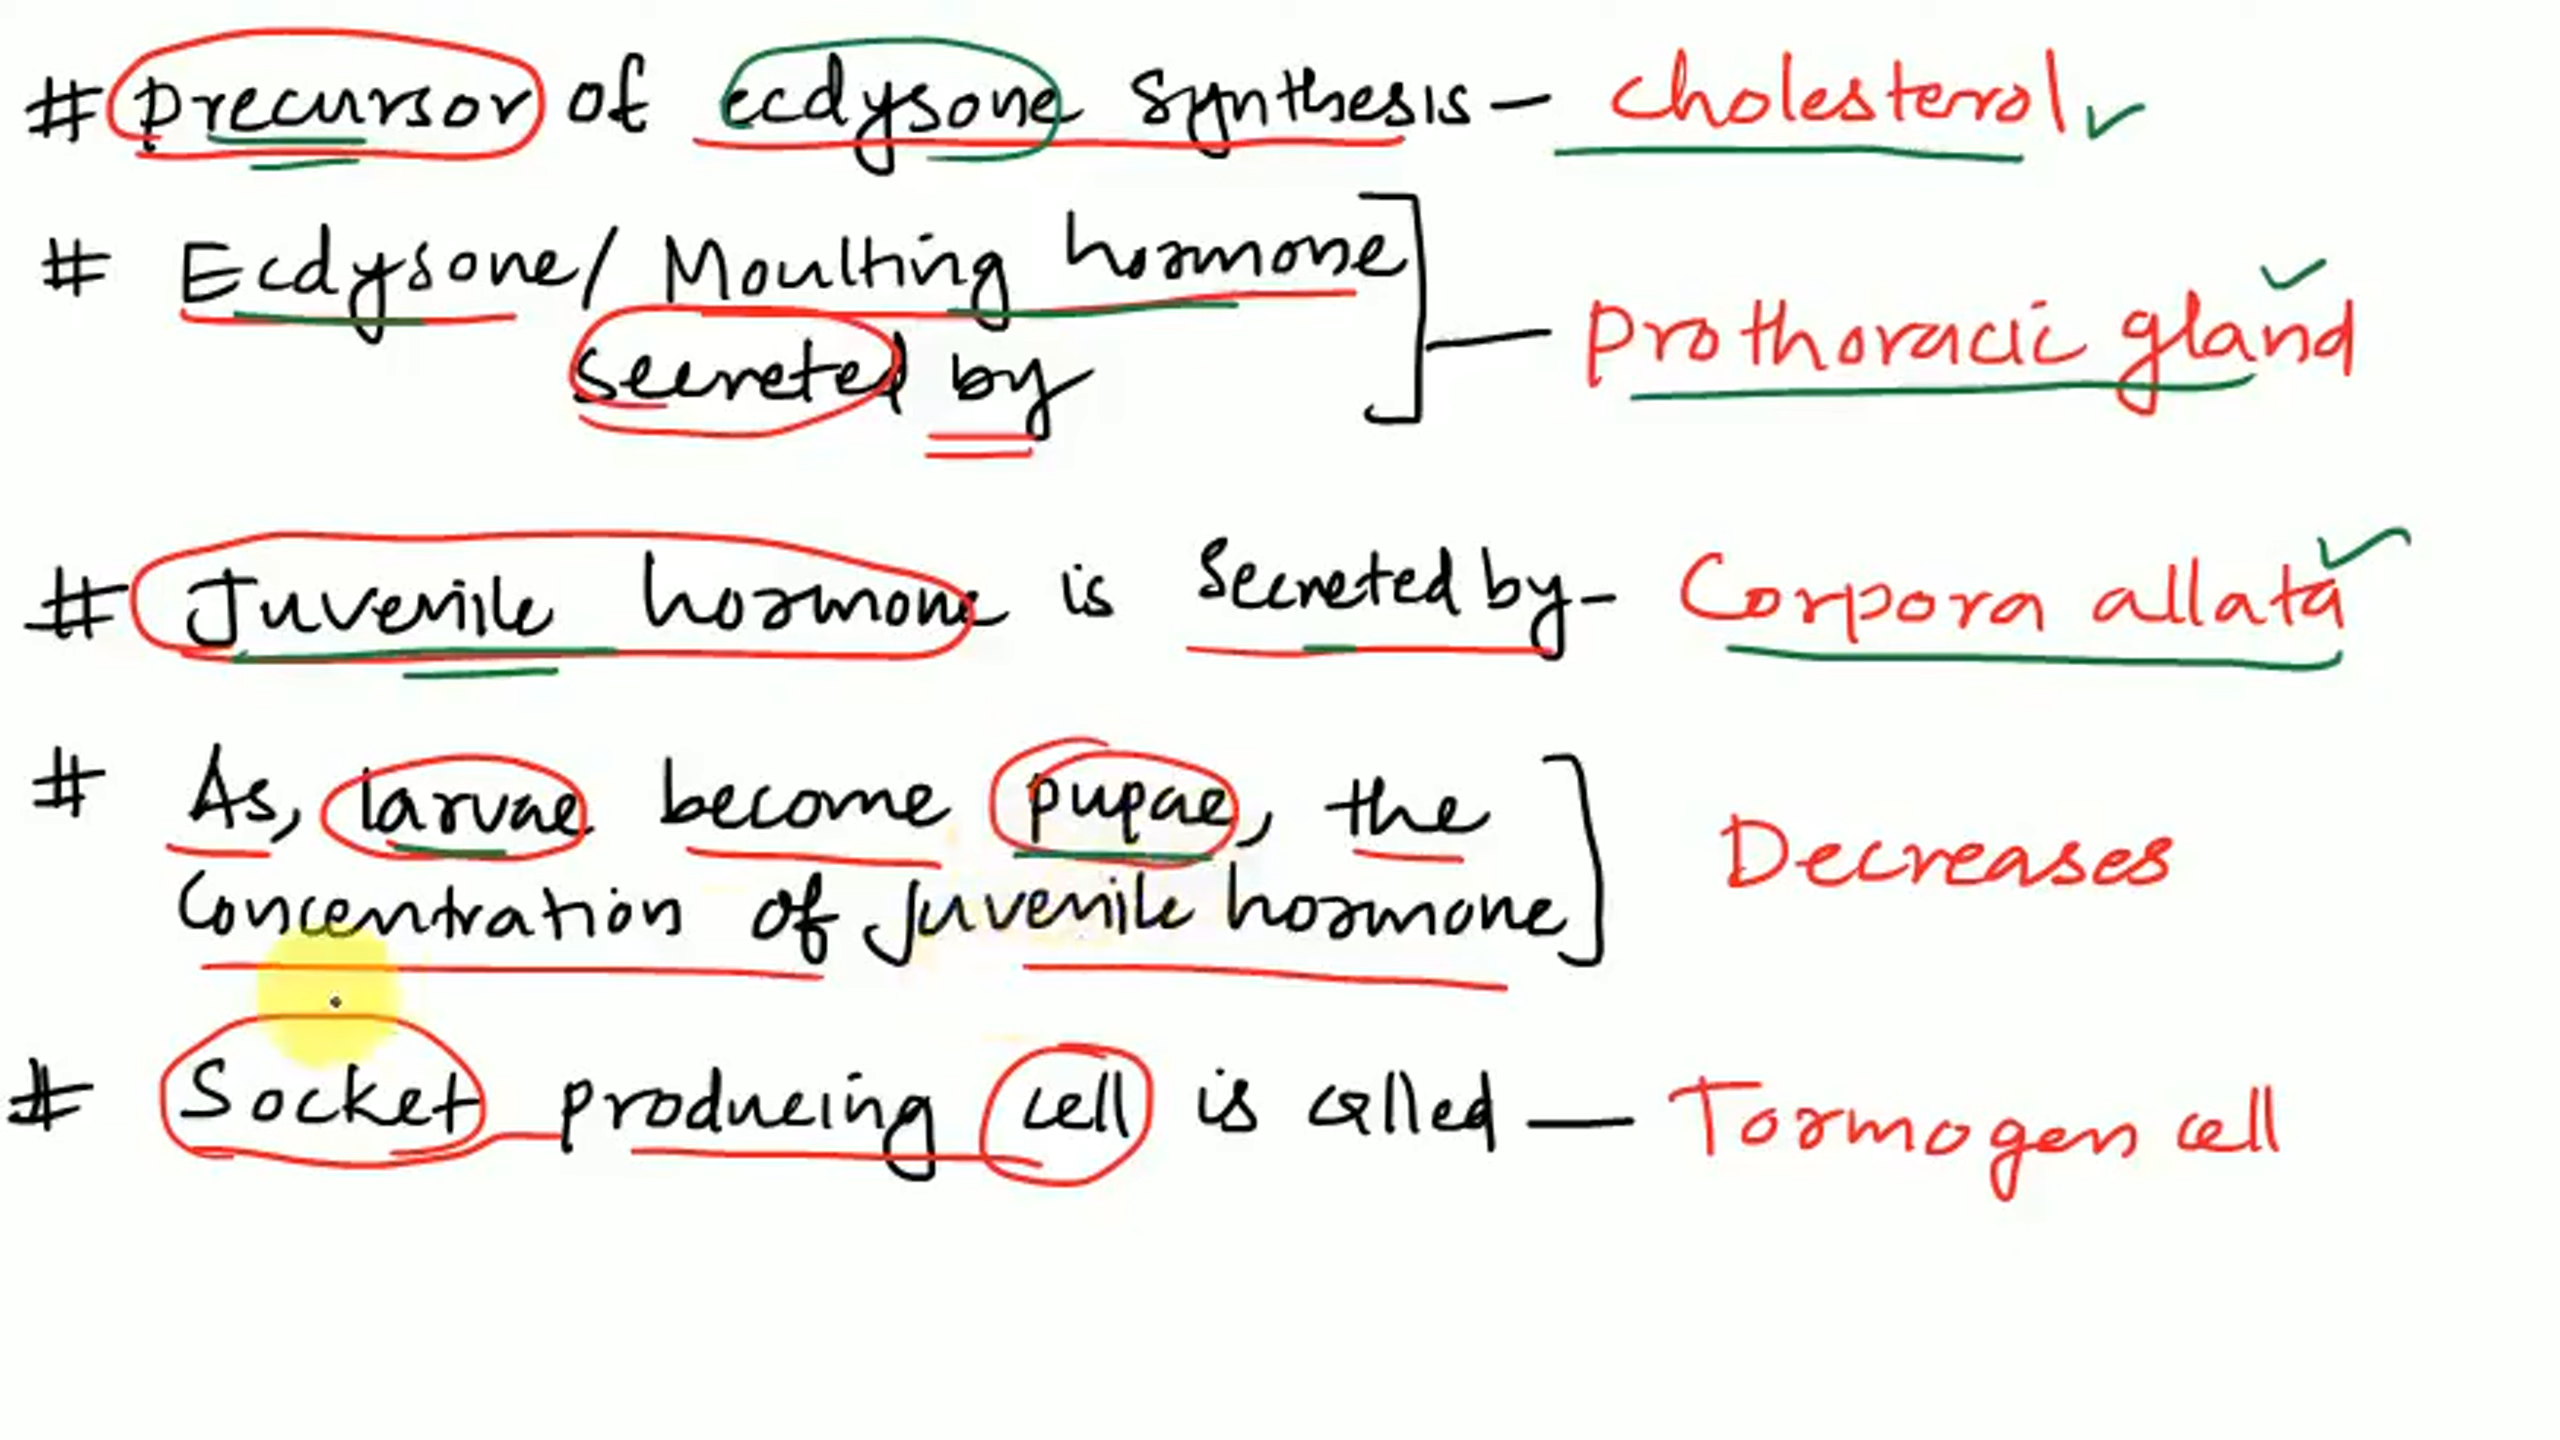 # precursor of ecdysone synthesis - cholesterol
# Ecdysone/ Moulting hormone
secreted by - prothoracic gland
# Juvenile hormone is secreted by - Corpora allata
# As, larvae become pupae, the
Concentration of juvenile hormone] Decreases
# Socket producing cell is called - Tormogen cell